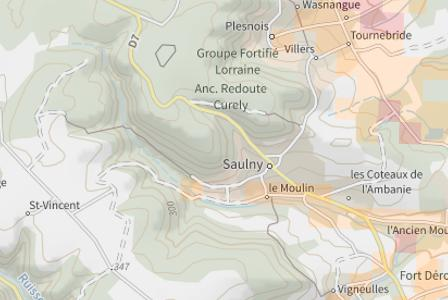 Wasnangue
Plesnois
Tournebride
D7
Villers
Groupe Fortifié
Lorraine
Anc. Redoute
Curely
Saulny
le Moulin
les Coteaux de
l'Ambanie
St-Vincent
300
l'Ancien Mou
347
Fort Déro
Vigneulles
Ruiss